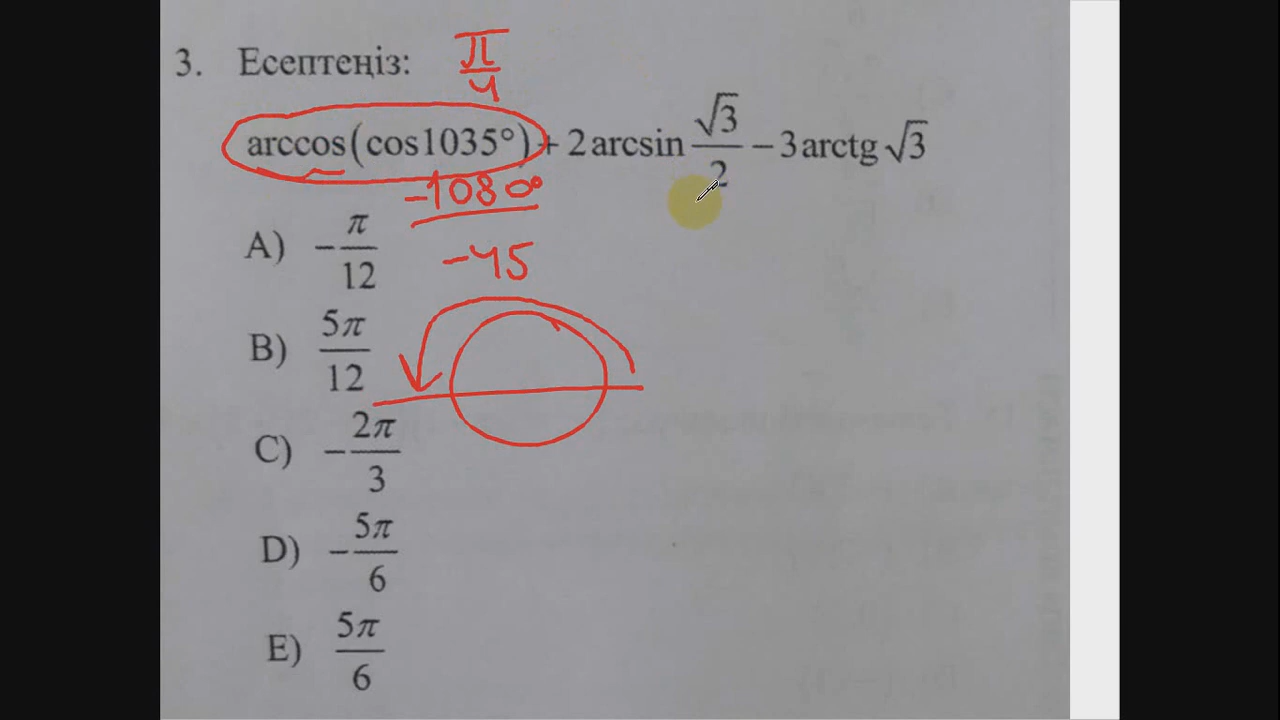 3. Есептеңіз: π/4
arccos(cos1035°) + 2arcsin √3/2 − 3arctg √3
−1080°
−45
A) −π/12
B) 5π/12
C) −2π/3
D) −5π/6
E) 5π/6